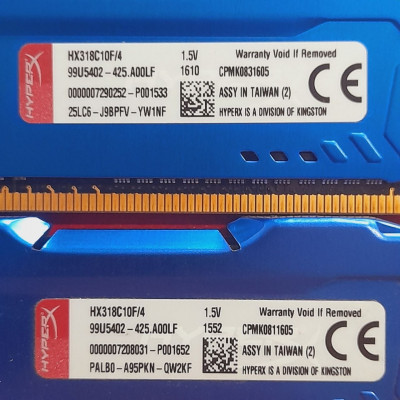 HYPERX
HX318C10F/4 1.5V Warranty Void If Removed
99U5402-425.A00LF 1610 CPMK0831605
0000007290252-P001533 ASSY IN TAIWAN (2)
25LC6-J9BPFV-YW1NF HYPERX IS A DIVISION OF KINGSTON
CE
HYPERX
HX318C10F/4 1.5V Warranty Void If Removed
99U5402-425.A00LF 1552 CPMK0811605
0000007208031-P001652 ASSY IN TAIWAN (2)
PALB0-A95PKN-QW2KF HYPERX IS A DIVISION OF KINGSTON
CE